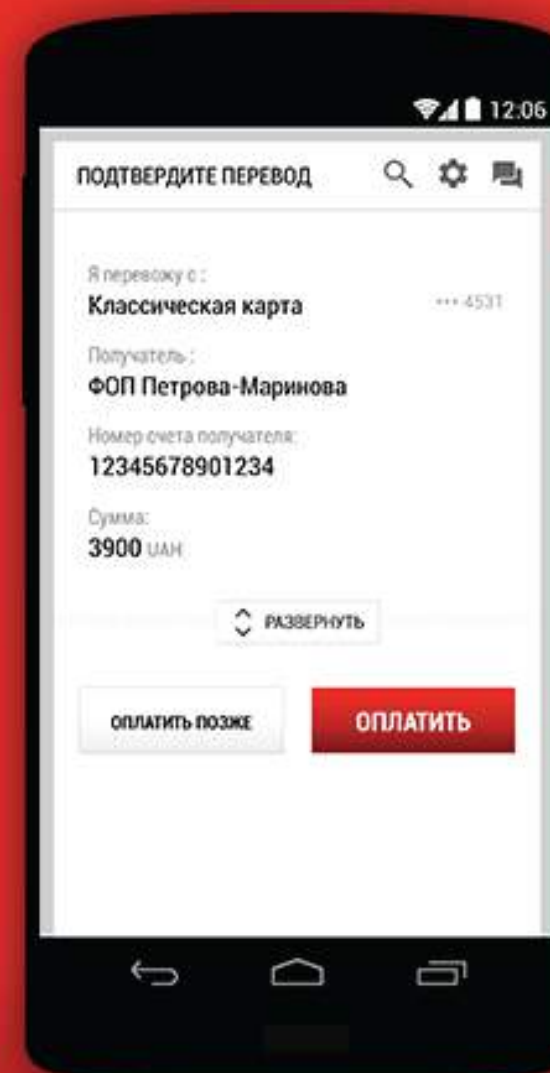 12:06
ПОДТВЕРДИТЕ ПЕРЕВОД
Я перевожу с :
Классическая карта ••• 4531
Получатель :
ФОП Петрова-Маринова
Номер счета получателя:
12345678901234
Сумма:
3900 UAH
РАЗВЕРНУТЬ
ОПЛАТИТЬ ПОЗЖЕ ОПЛАТИТЬ